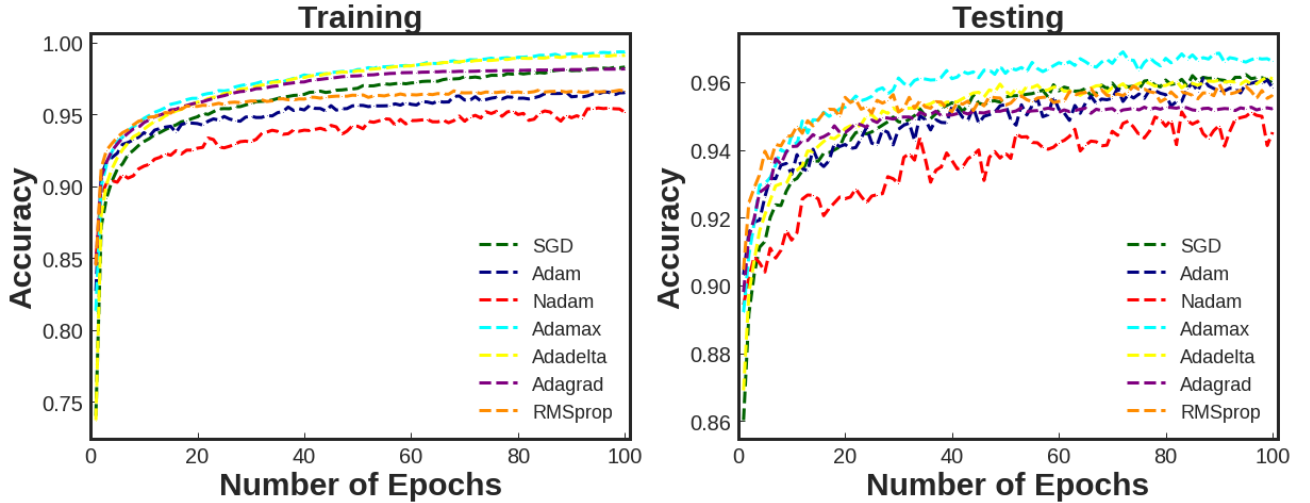 Training
Accuracy
1.00
0.95
0.90
0.85
0.80
0.75
0
20
40
60
80
100
Number of Epochs
SGD
Adam
Nadam
Adamax
Adadelta
Adagrad
RMSprop
Testing
Accuracy
0.96
0.94
0.92
0.90
0.88
0.86
0
20
40
60
80
100
Number of Epochs
SGD
Adam
Nadam
Adamax
Adadelta
Adagrad
RMSprop